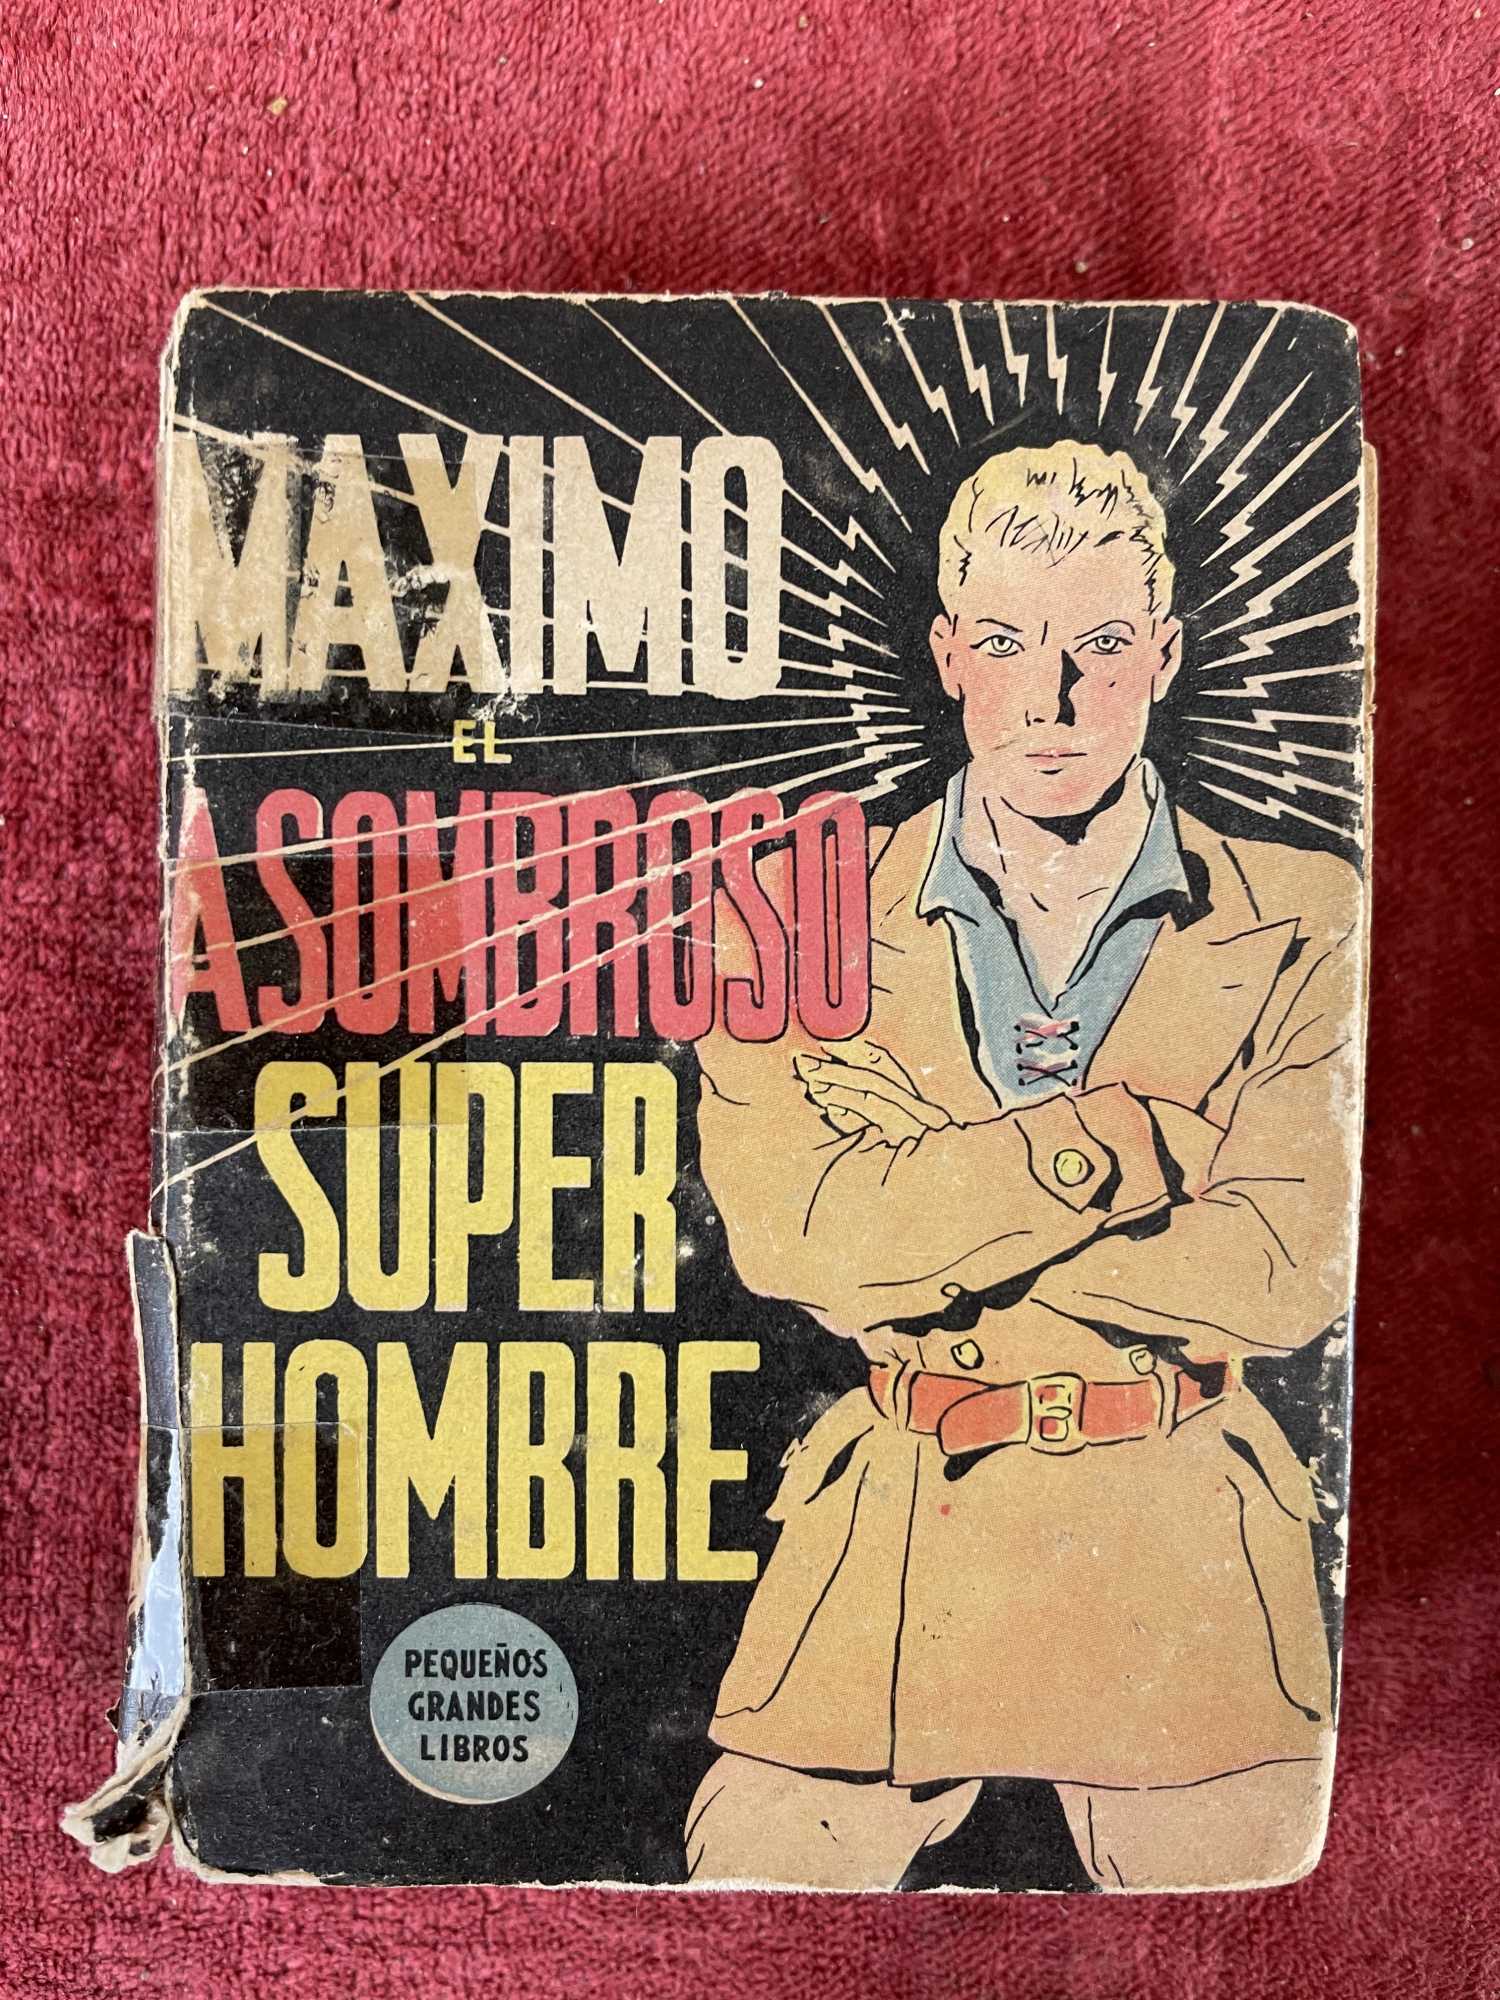 MAXIMO
EL
ASOMBROSO
SUPER
HOMBRE
PEQUEÑOS
GRANDES
LIBROS